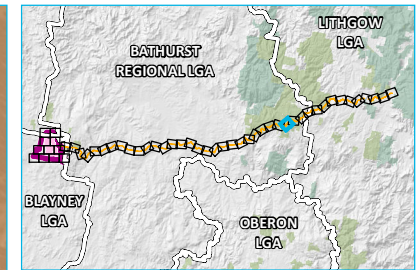 LITHGOW
LGA
BATHURST
REGIONAL LGA
BLAYNEY
LGA
OBERON
LGA